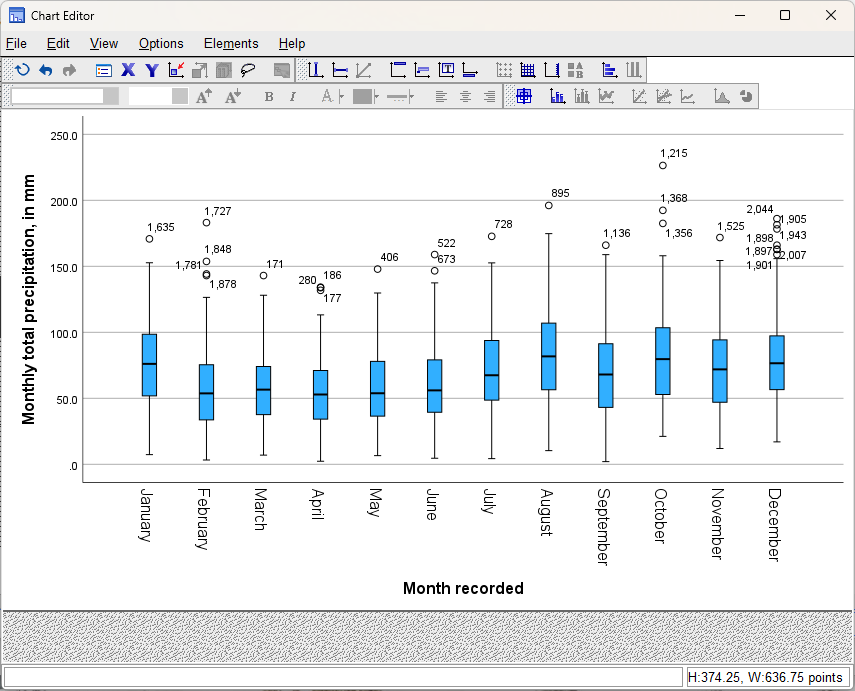 Chart Editor
File Edit View Options Elements Help
X Y
A B I A
Monthly total precipitation, in mm
250.0
200.0
150.0
100.0
50.0
.0
1,635
1,727
1,848
1,781
1,878
171
280 186
177
406
522
673
728
895
1,136
1,215
1,368
1,356
1,525
2,044
1,905
1,898 1,943
1,897 2,007
1,901
January
February
March
April
May
June
July
August
September
October
November
December
Month recorded
H:374.25, W:636.75 points